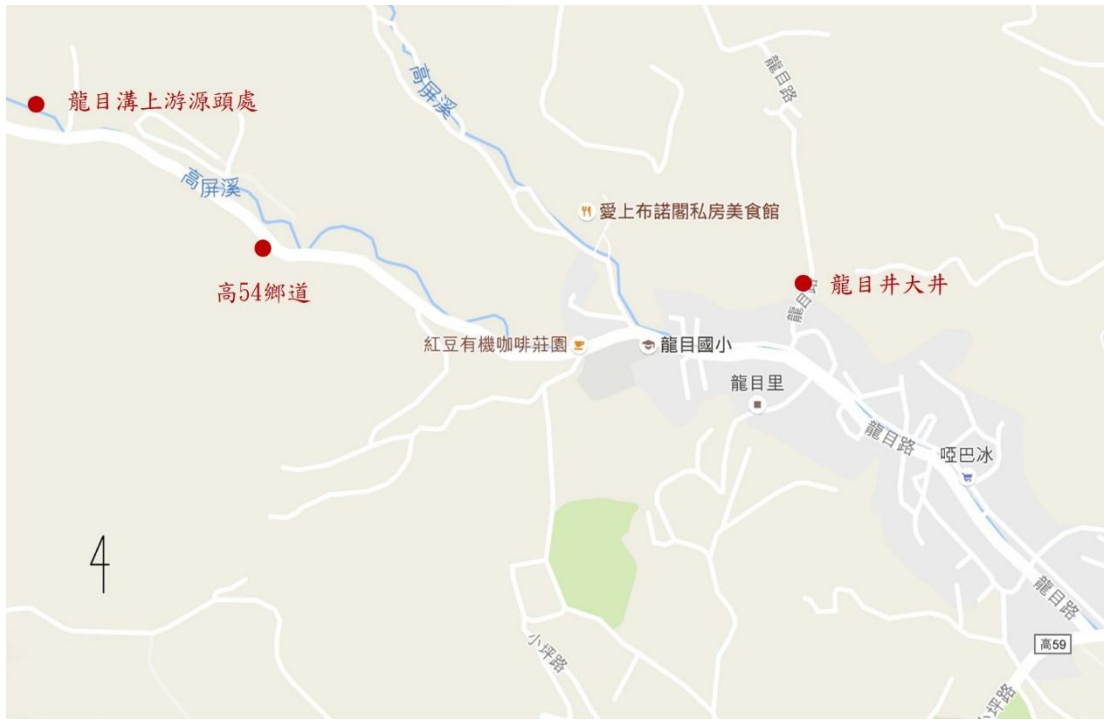 龍目路
高屏溪
龍目溝上游源頭處
高屏溪
愛上布諾閣私房美食館
高54鄉道
龍目井大井
龍目路
紅豆有機咖啡莊園
龍目國小
龍目里
龍目路
啞巴冰
龍目路
小坪路
高59
小坪路